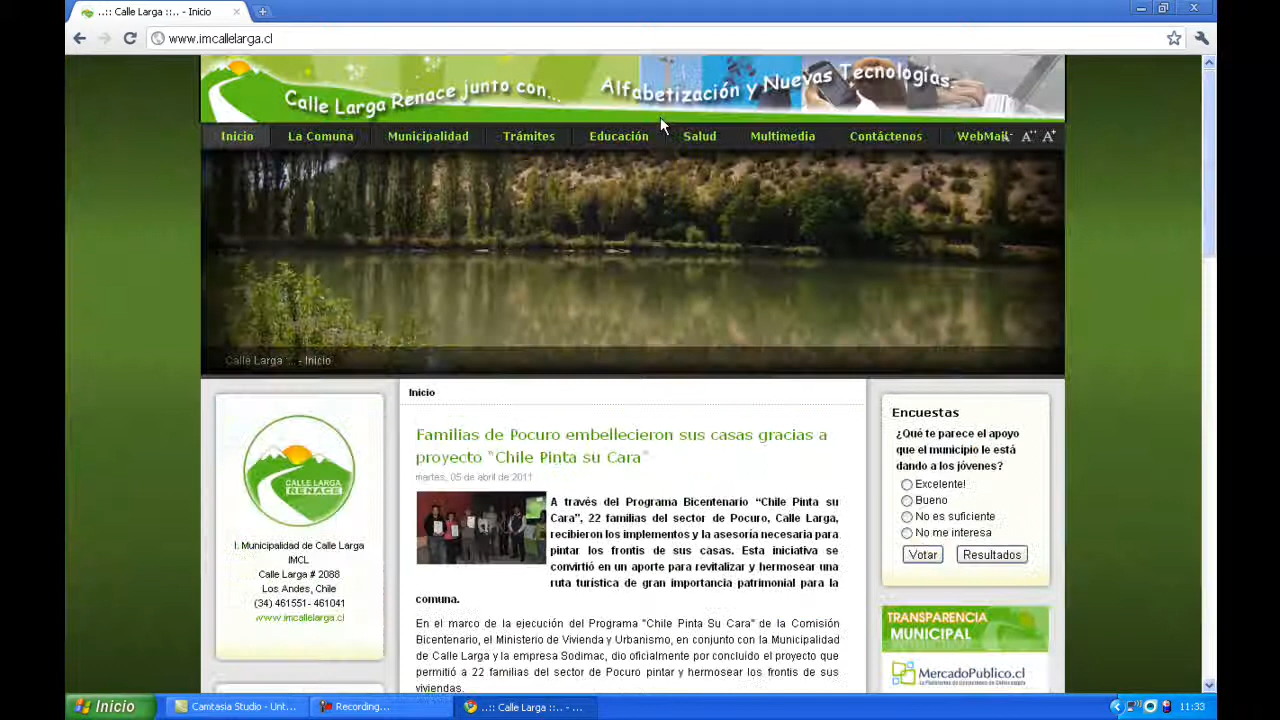 ..:: Calle Larga ::.. - Inicio
www.imcallelarga.cl
Calle Larga Renace junto con... Alfabetización y Nuevas Tecnologías.
Inicio La Comuna Municipalidad Trámites Educación Salud Multimedia Contáctenos WebMail A- A'' A+
Calle Larga ::.. - Inicio
CALLE LARGA
RENACE
I. Municipalidad de Calle Larga
IMCL
Calle Larga # 2088
Los Andes, Chile
(34) 461551- 461041
www.imcallelarga.cl
Inicio
Familias de Pocuro embellecieron sus casas gracias a
proyecto "Chile Pinta su Cara"
martes, 05 de abril de 2011
A través del Programa Bicentenario “Chile Pinta su
Cara”, 22 familias del sector de Pocuro, Calle Larga,
recibieron los implementos y la asesoría necesaria para
pintar los frontis de sus casas. Esta iniciativa se
convirtió en un aporte para revitalizar y hermosear una
ruta turística de gran importancia patrimonial para la
comuna.
En el marco de la ejecución del Programa "Chile Pinta Su Cara" de la Comisión
Bicentenario, el Ministerio de Vivienda y Urbanismo, en conjunto con la Municipalidad
de Calle Larga y la empresa Sodimac, dio oficialmente por concluido el proyecto que
permitió a 22 familias del sector de Pocuro pintar y hermosear los frontis de sus
viviendas.
Encuestas
¿Qué te parece el apoyo
que el municipio le está
dando a los jóvenes?
Excelente!
Bueno
No es suficiente
No me interesa
Votar Resultados
TRANSPARENCIA
MUNICIPAL
MercadoPublico.cl
Inicio
Camtasia Studio - Unt...
Recording...
..:: Calle Larga ::.. - ...
11:33